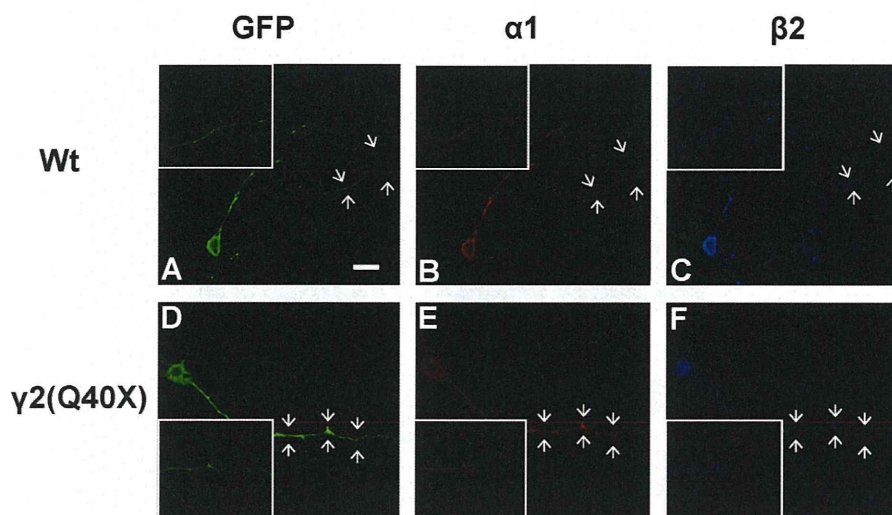 GFP α1 β2
Wt
A B C
D E F
γ2(Q40X)